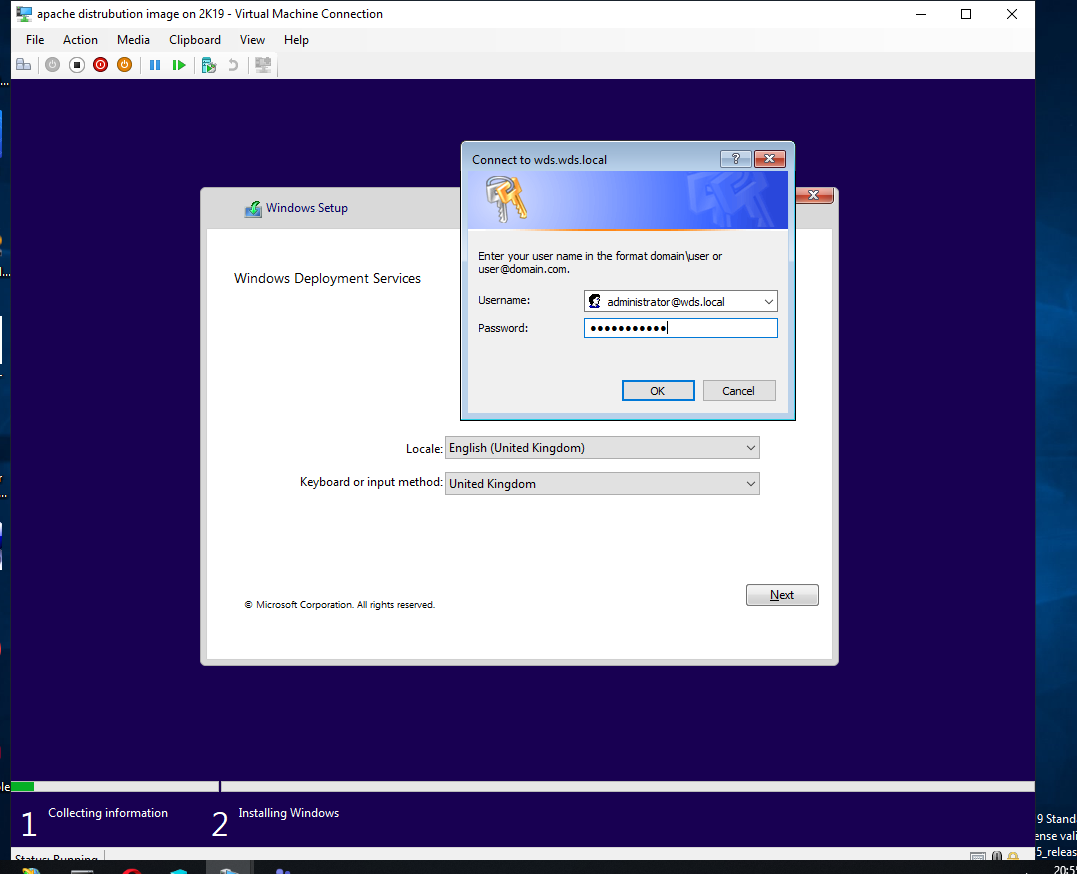 apache distrubution image on 2K19 - Virtual Machine Connection
File Action Media Clipboard View Help
Connect to wds.wds.local
?
Windows Setup
Enter your user name in the format domain\user or
user@domain.com.
Windows Deployment Services
Username: administrator@wds.local
Password: ●●●●●●●●●●●
OK Cancel
Locale: English (United Kingdom)
Keyboard or input method: United Kingdom
Next
© Microsoft Corporation. All rights reserved.
1 Collecting information
2 Installing Windows
Status: Running